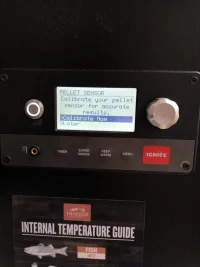 PELLET SENSOR
Calibrate your pellet
sensor for accurate
results.
Calibrate Now
Later
TIMER
SUPER
SMOKE
KEEP
WARM
MENU
IGNITE
TRAEGER
INTERNAL TEMPERATURE GUIDE
FISH